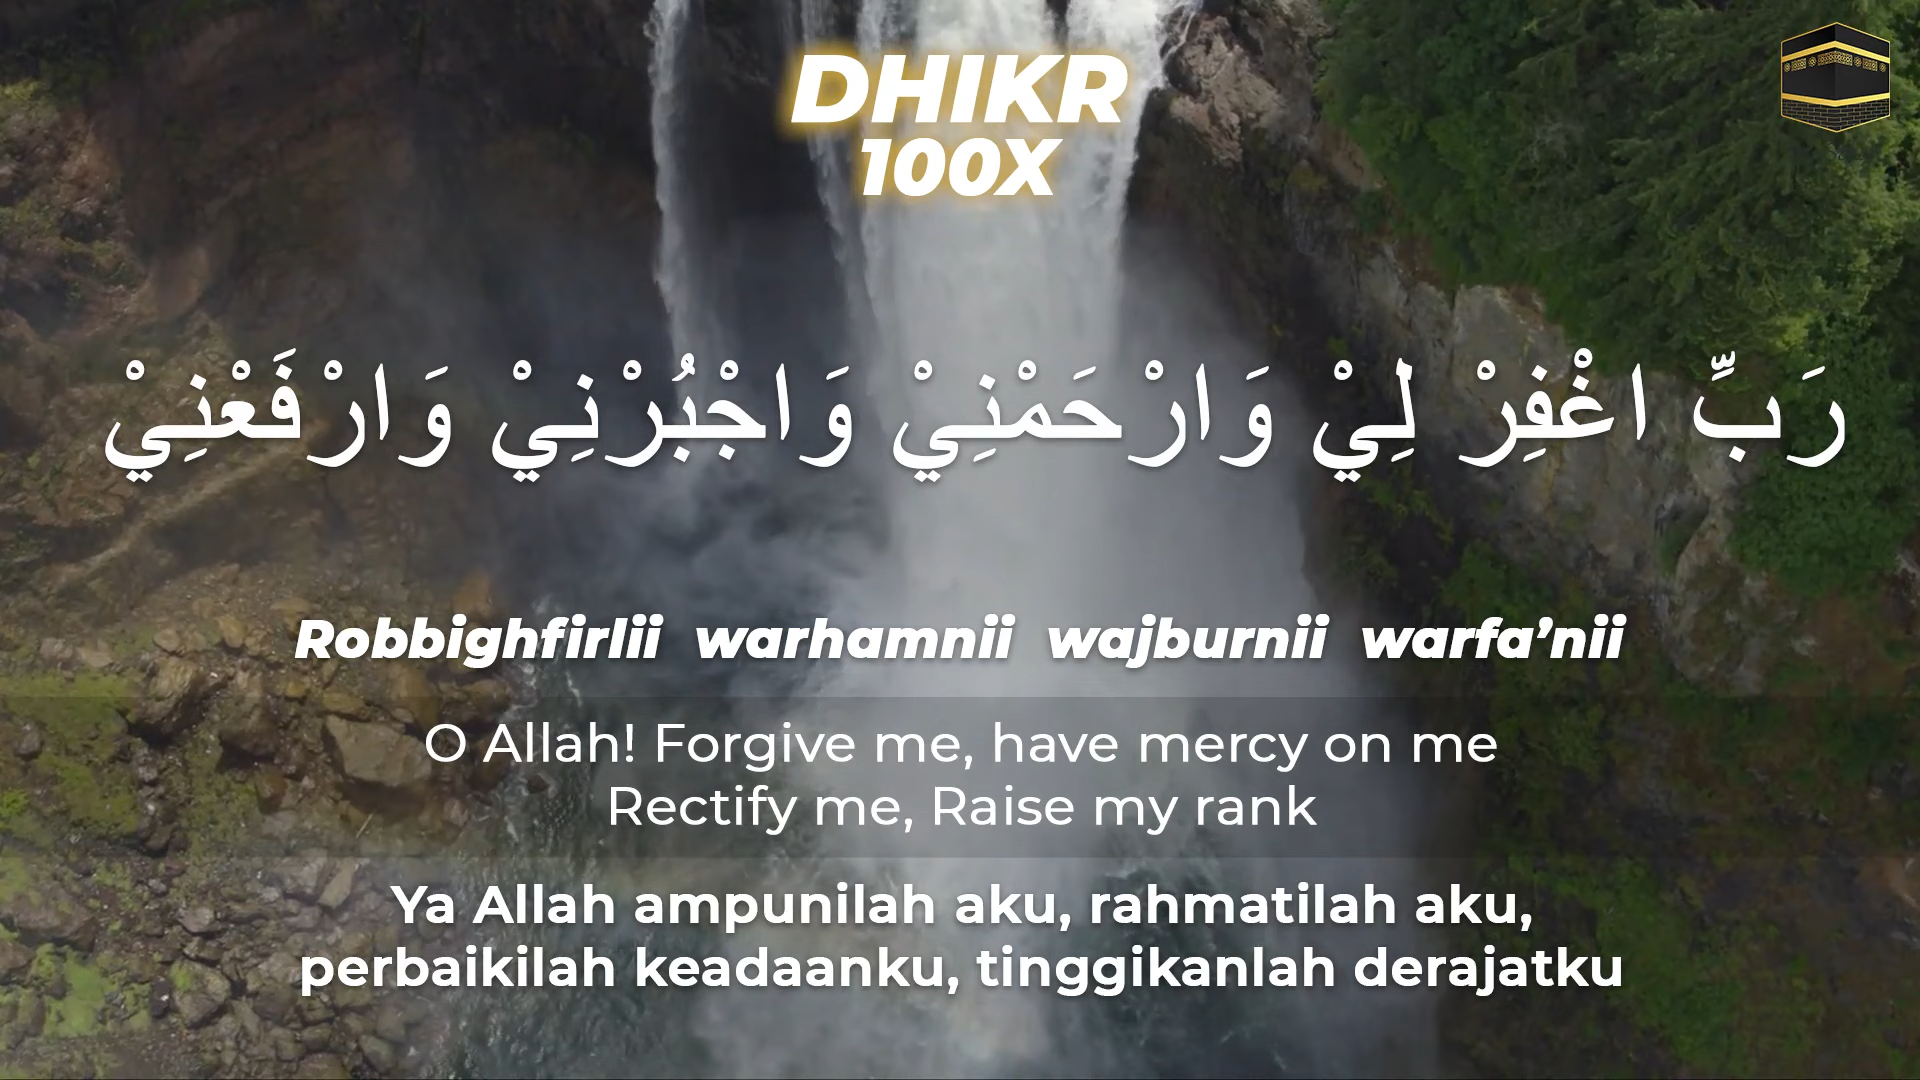 DHIKR
100X
رَبِّ اغْفِرْ لِيْ وَارْحَمْنِيْ وَاجْبُرْنِيْ وَارْفَعْنِيْ
Robbighfirlii warhamnii wajburnii warfa’nii
O Allah! Forgive me, have mercy on me
Rectify me, Raise my rank
Ya Allah ampunilah aku, rahmatilah aku,
perbaikilah keadaanku, tinggikanlah derajatku